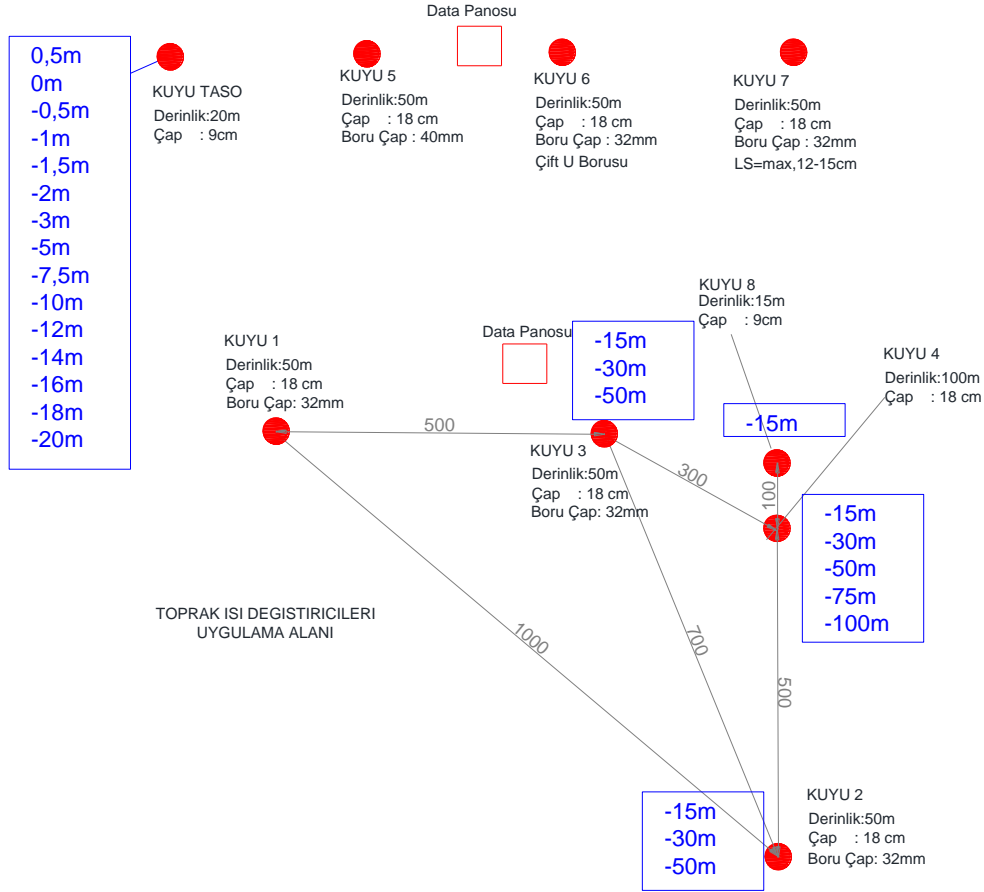 Data Panosu
0,5m
0m
-0,5m
-1m
-1,5m
-2m
-3m
-5m
-7,5m
-10m
-12m
-14m
-16m
-18m
-20m
KUYU TASO
Derinlik:20m
Çap : 9cm
KUYU 5
Derinlik:50m
Çap : 18 cm
Boru Çap : 40mm
KUYU 6
Derinlik:50m
Çap : 18 cm
Boru Çap : 32mm
Çift U Borusu
KUYU 7
Derinlik:50m
Çap : 18 cm
Boru Çap : 32mm
LS=max,12-15cm
KUYU 8
Derinlik:15m
Çap : 9cm
KUYU 1
Derinlik:50m
Çap : 18 cm
Boru Çap: 32mm
Data Panosu
-15m
-30m
-50m
KUYU 4
Derinlik:100m
Çap : 18 cm
-15m
500
KUYU 3
Derinlik:50m
Çap : 18 cm
Boru Çap: 32mm
300
100
-15m
-30m
-50m
-75m
-100m
TOPRAK ISI DEGISTIRICILERI
UYGULAMA ALANI
1000
700
500
-15m
-30m
-50m
KUYU 2
Derinlik:50m
Çap : 18 cm
Boru Çap: 32mm